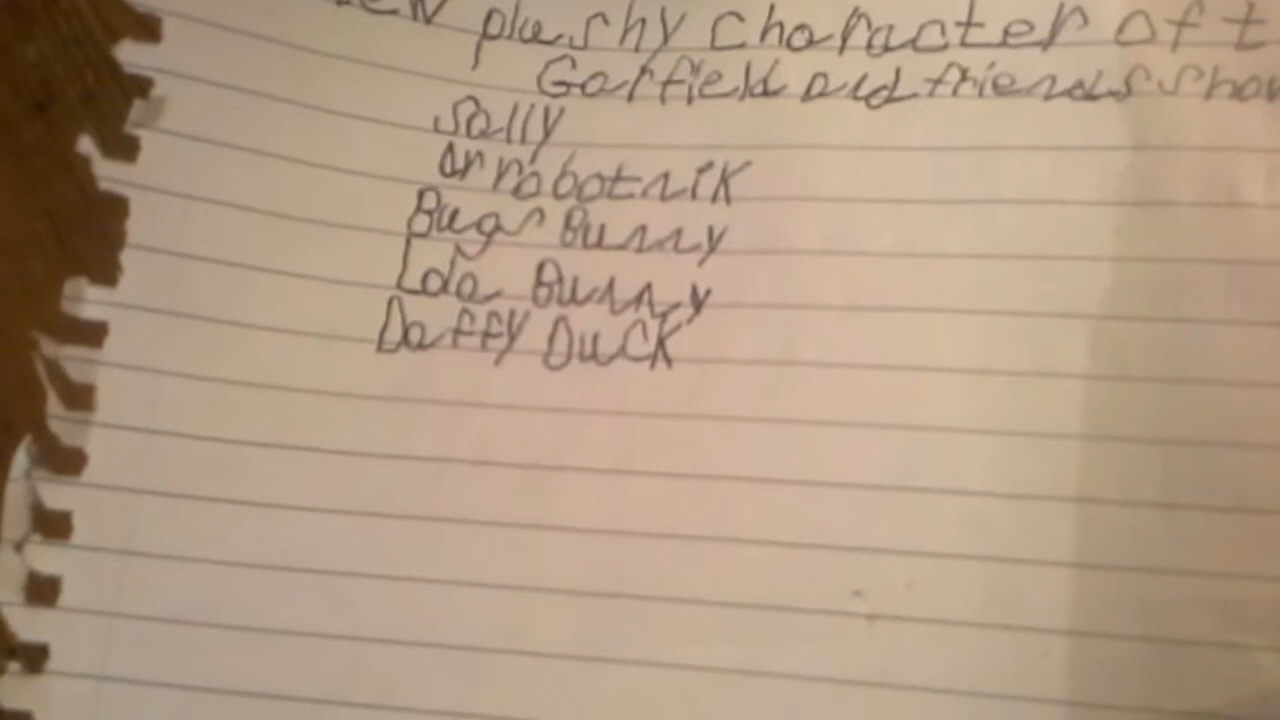 plushy character of t
Garfield and friends Show
Sally
dr robotnik
Bugs Bunny
Lola Bunny
Daffy Duck